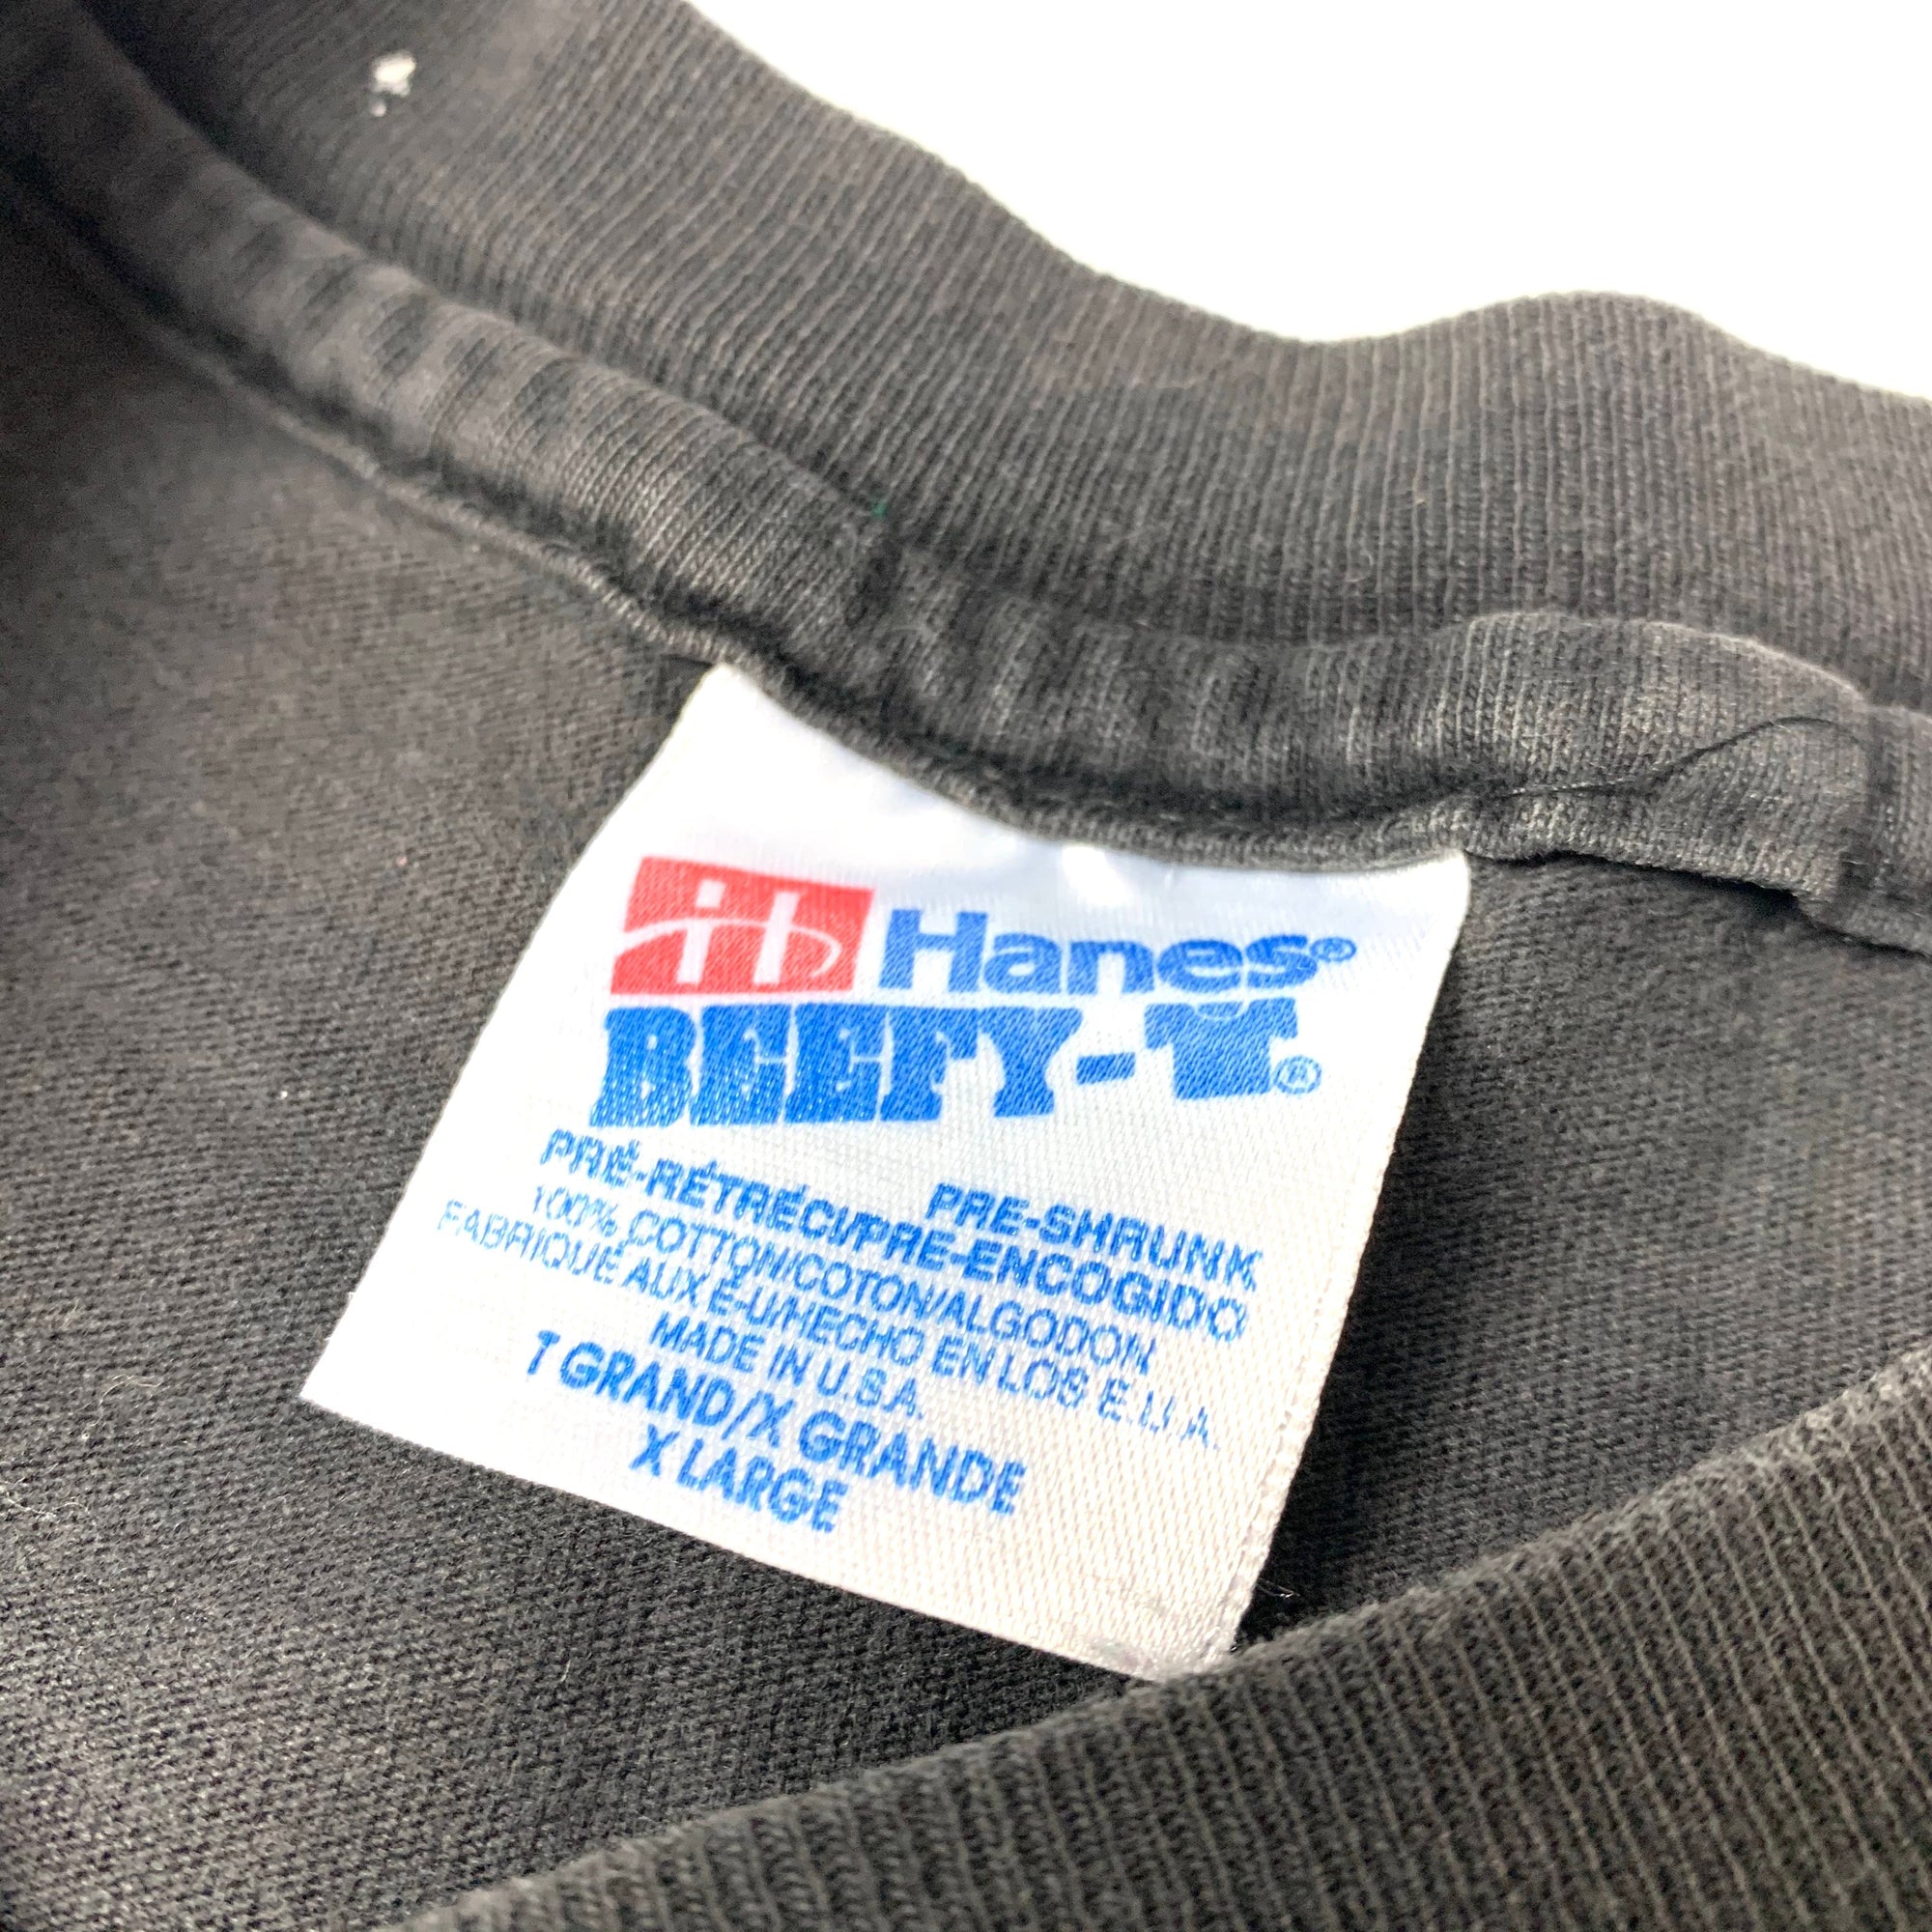 Hanes®
BEEFY-T®
PRE-SHRUNK
PRÉ-RÉTRÉCI/PRE-ENCOGIDO
100% COTTON/COTON/ALGODON
FABRIQUÉ AUX É-U/HECHO EN LOS E.U.A.
MADE IN U.S.A.
T GRAND/X GRANDE
X LARGE